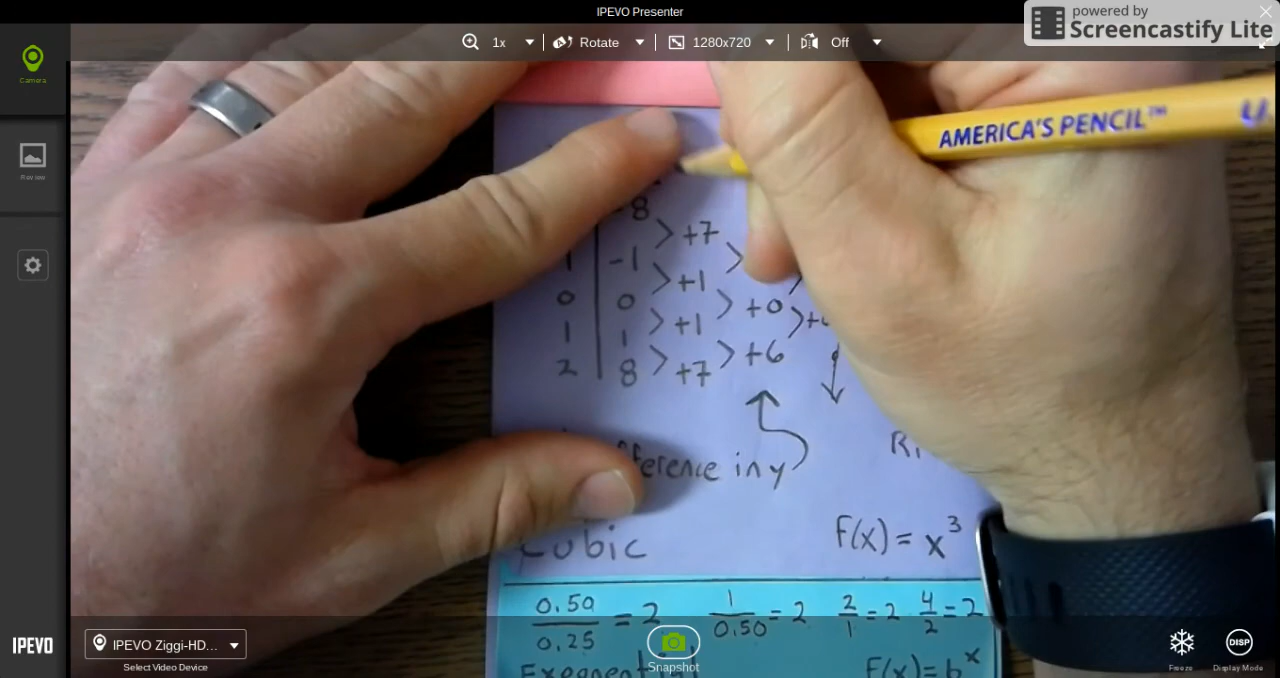 IPEVO Presenter
powered by
Screencastify Lite
1x Rotate 1280x720 Off
Camera
Review
AMERICA'S PENCIL™
-8
> +7
1 -1 >
> +1
0 0 > +0
> +1 >
1 1
> +6
2 8 > +7
in y
Cubic F(x) = x³
0.50/0.25 = 2 1/0.50 = 2 2/1 = 2 4/2 = 2
F(x) = bˣ
IPEVO
IPEVO Ziggi-HD...
Select Video Device
Snapshot
Freeze
DISP
Display Mode